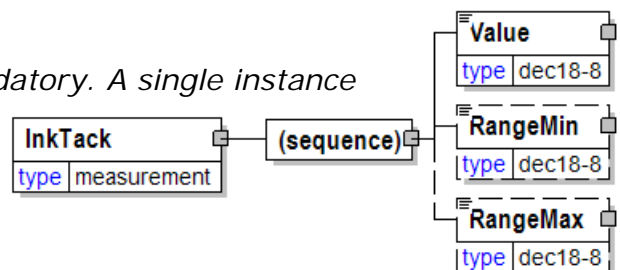 Value
type dec18-8
datory. A single instance
RangeMin
type dec18-8
InkTack
type measurement
(sequence)
RangeMax
type dec18-8